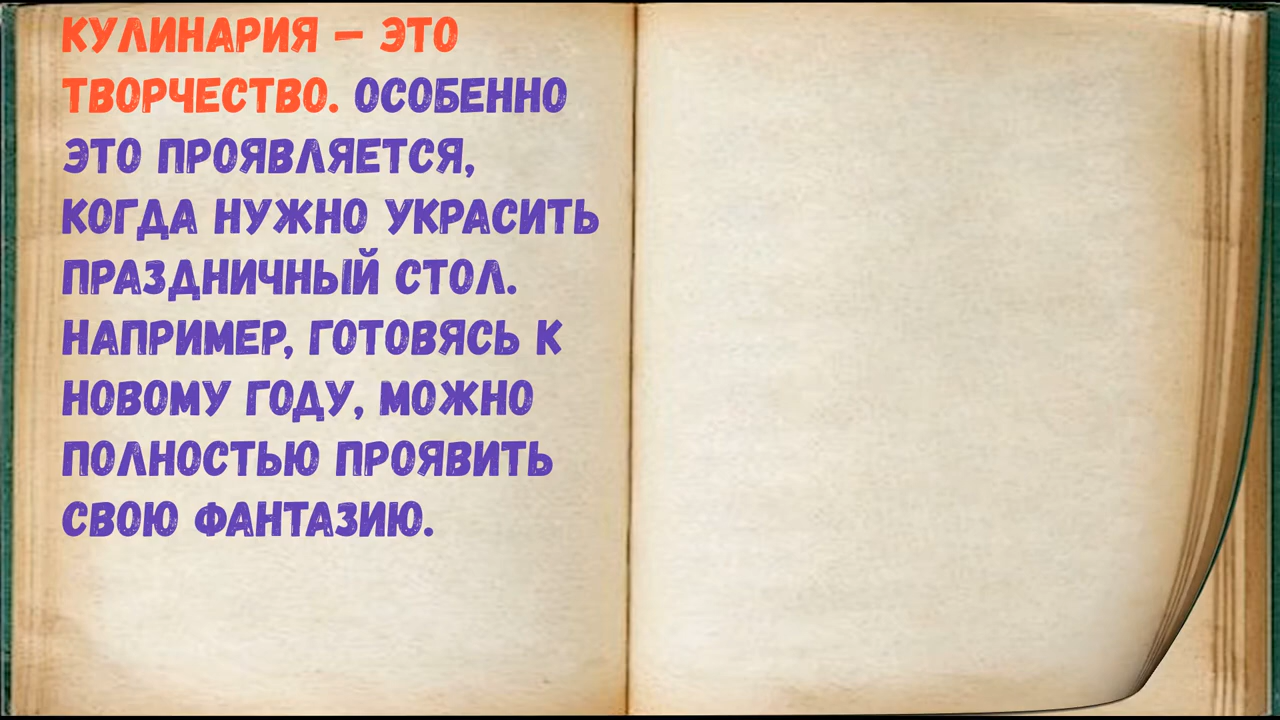 КУЛИНАРИЯ – ЭТО
ТВОРЧЕСТВО. ОСОБЕННО
ЭТО ПРОЯВЛЯЕТСЯ,
КОГДА НУЖНО УКРАСИТЬ
ПРАЗДНИЧНЫЙ СТОЛ.
НАПРИМЕР, ГОТОВЯСЬ К
НОВОМУ ГОДУ, МОЖНО
ПОЛНОСТЬЮ ПРОЯВИТЬ
СВОЮ ФАНТАЗИЮ.